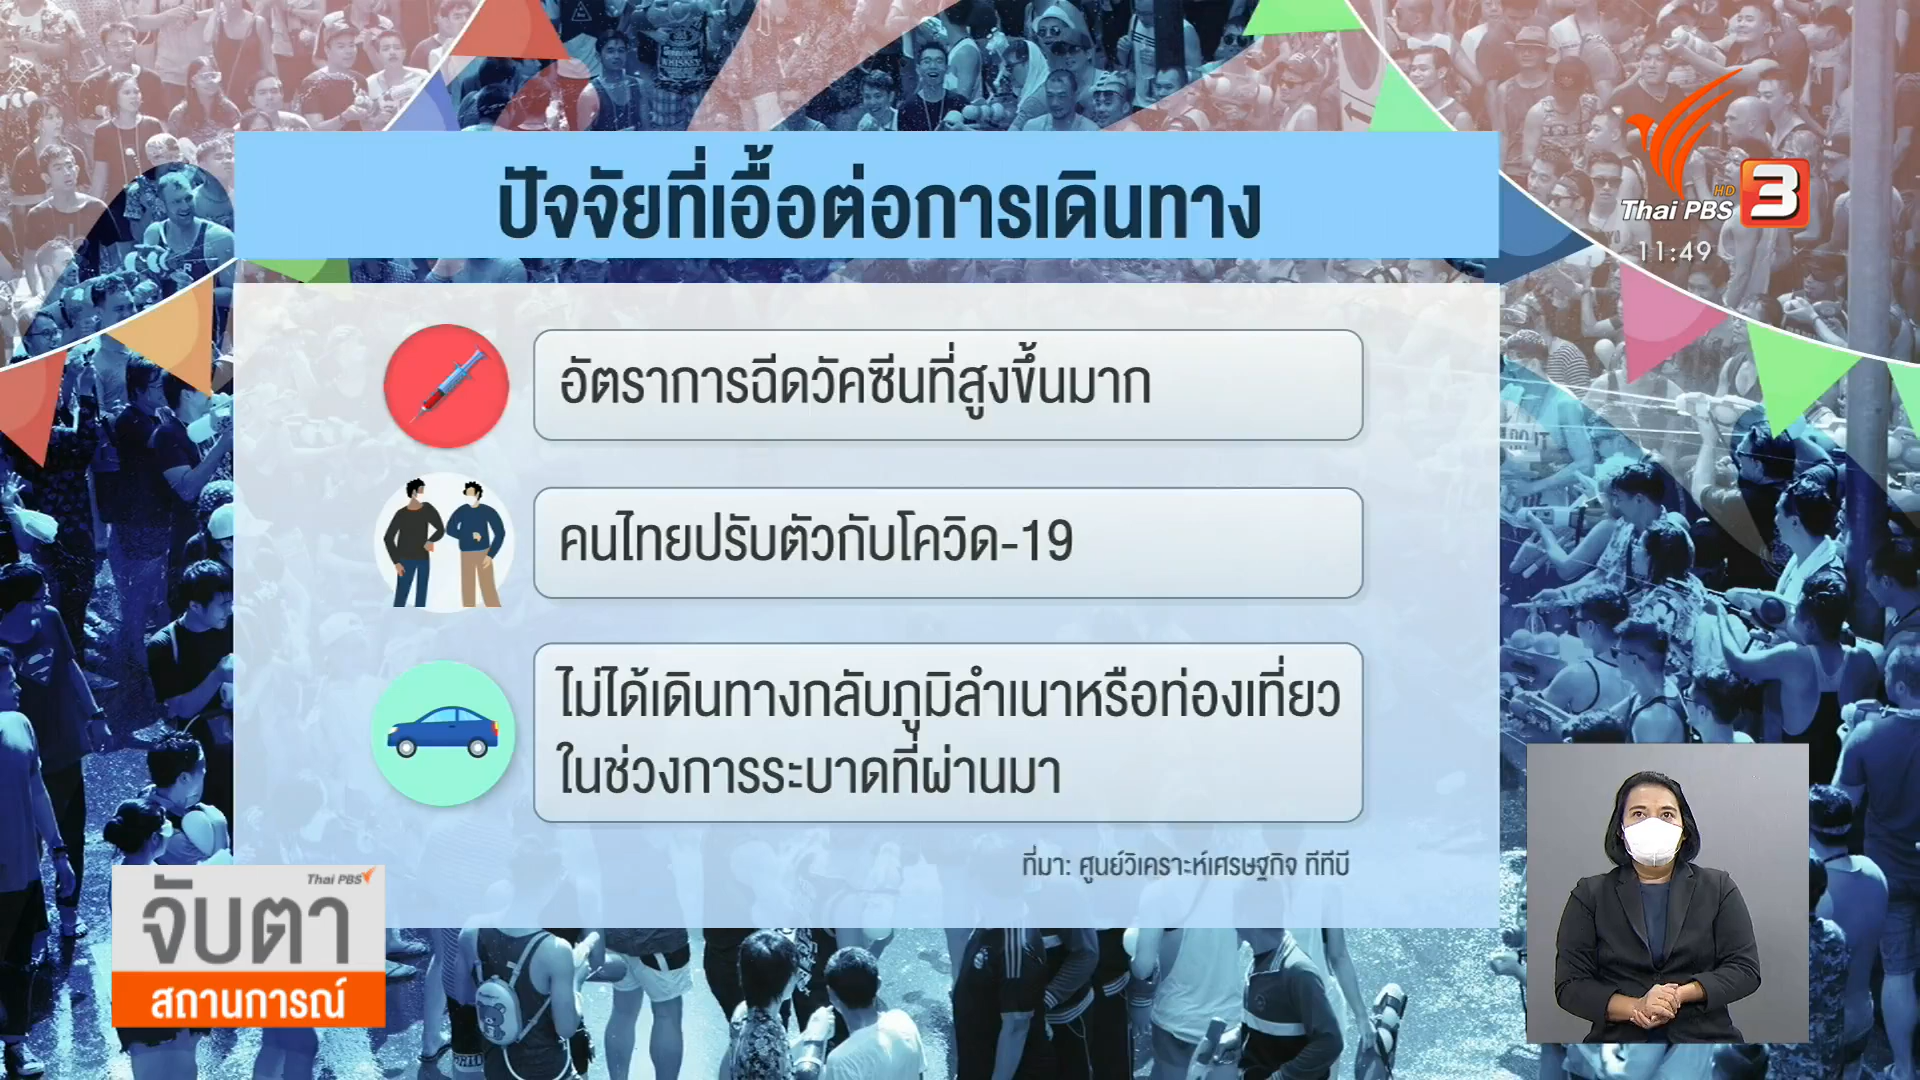 ปัจจัยที่เอื้อต่อการเดินทาง
HD
Thai PBS 3
11:49
อัตราการฉีดวัคซีนที่สูงขึ้นมาก
คนไทยปรับตัวกับโควิด-19
ไม่ได้เดินทางกลับภูมิลำเนาหรือท่องเที่ยว
ในช่วงการระบาดที่ผ่านมา
ที่มา: ศูนย์วิเคราะห์เศรษฐกิจ ทีทีบี
Thai PBS
จับตา
สถานการณ์